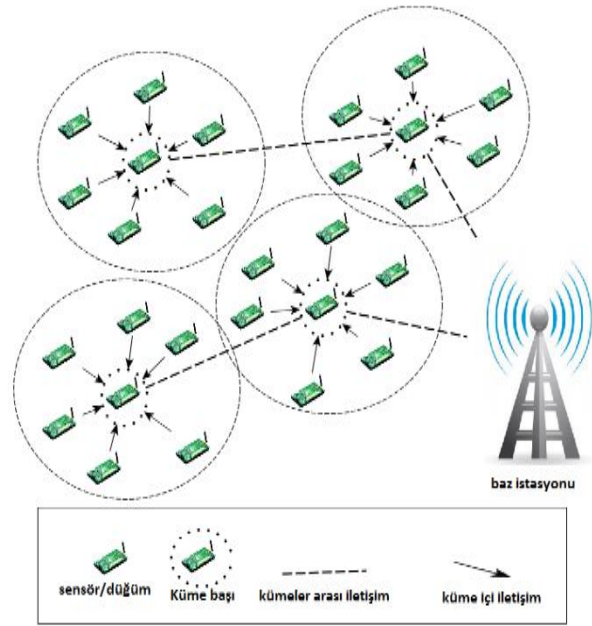 baz istasyonu
sensör/düğüm
Küme başı
kümeler arası iletişim
küme içi iletişim